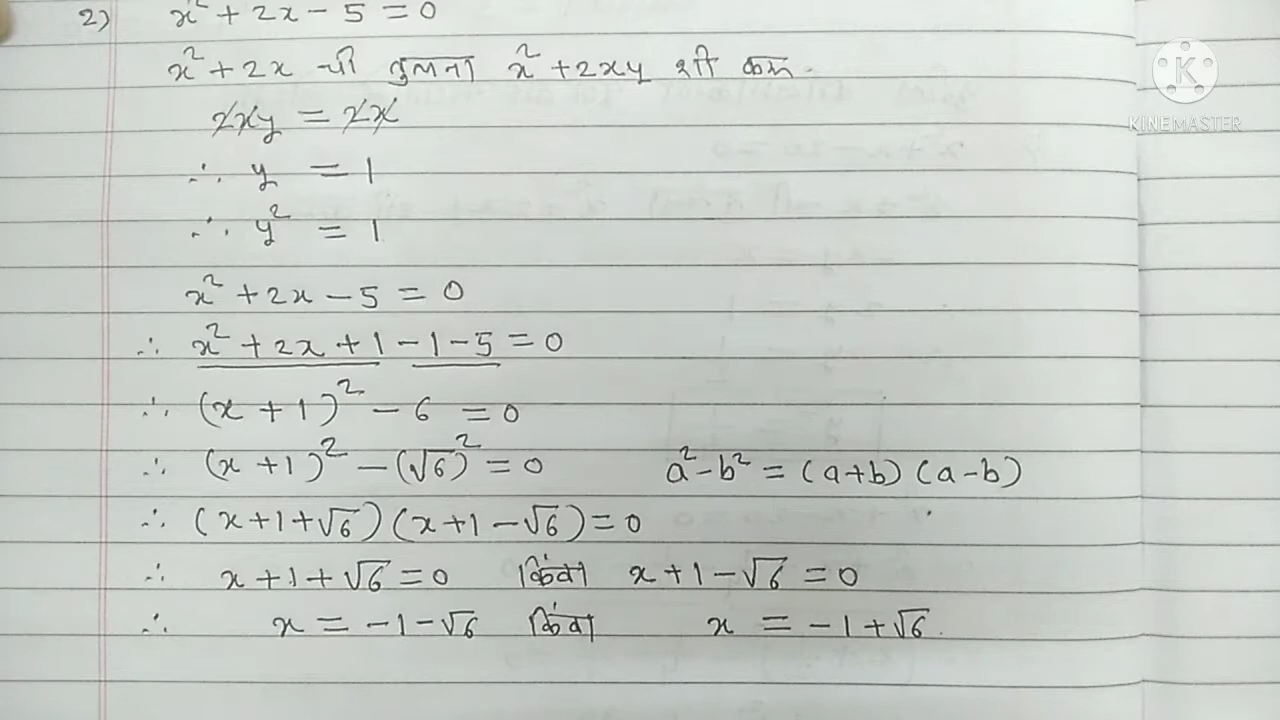 2) x² + 2x - 5 = 0
x² + 2x ची तुलना x² + 2xy शी करू.
2xy = 2x
∴ y = 1
∴ y² = 1
x² + 2x - 5 = 0
∴ x² + 2x + 1 - 1 - 5 = 0
∴ (x + 1)² - 6 = 0
∴ (x + 1)² - (√6)² = 0 a² - b² = (a+b) (a-b)
∴ (x + 1 + √6) (x + 1 - √6) = 0
∴ x + 1 + √6 = 0 किंवा x + 1 - √6 = 0
∴ x = -1 - √6 किंवा x = -1 + √6.
K
KINEMASTER